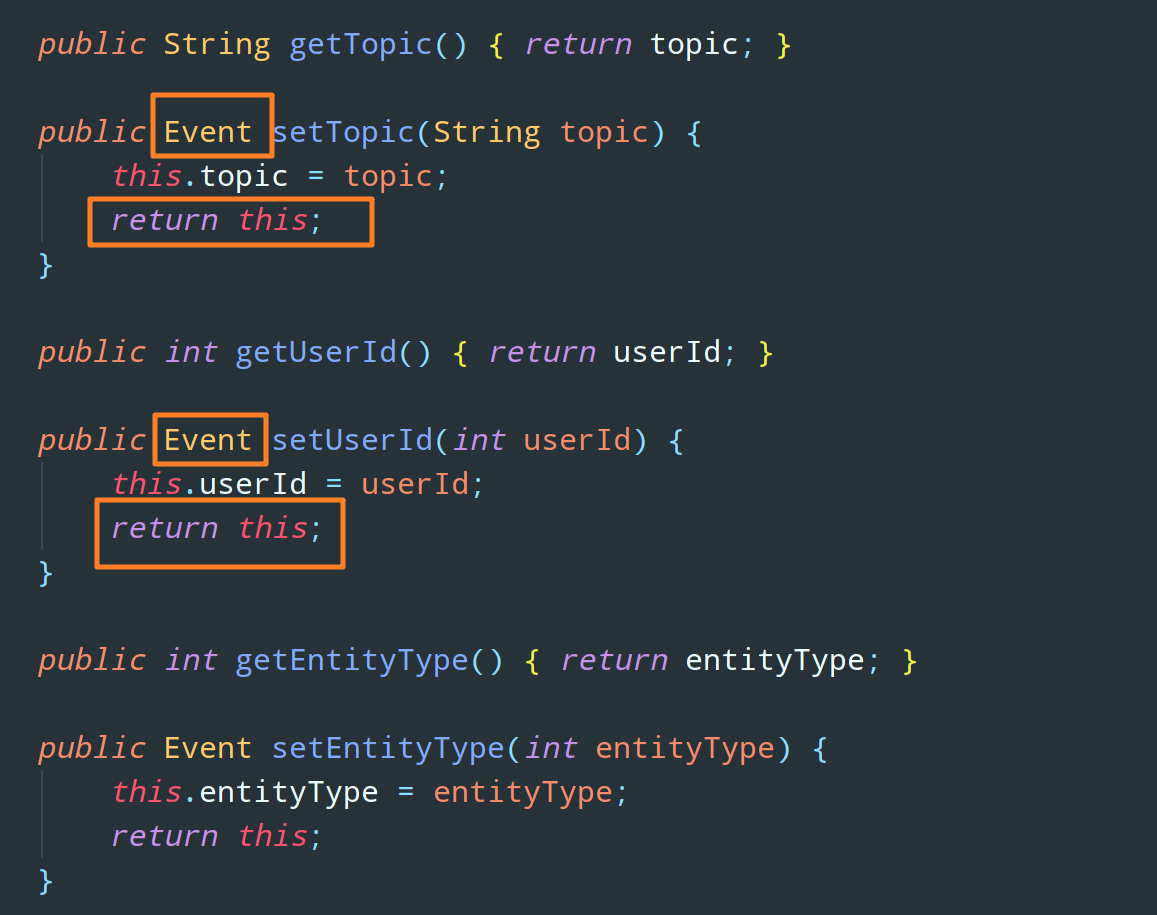 public String getTopic() { return topic; }
public Event setTopic(String topic) {
this.topic = topic;
return this;
}
public int getUserId() { return userId; }
public Event setUserId(int userId) {
this.userId = userId;
return this;
}
public int getEntityType() { return entityType; }
public Event setEntityType(int entityType) {
this.entityType = entityType;
return this;
}